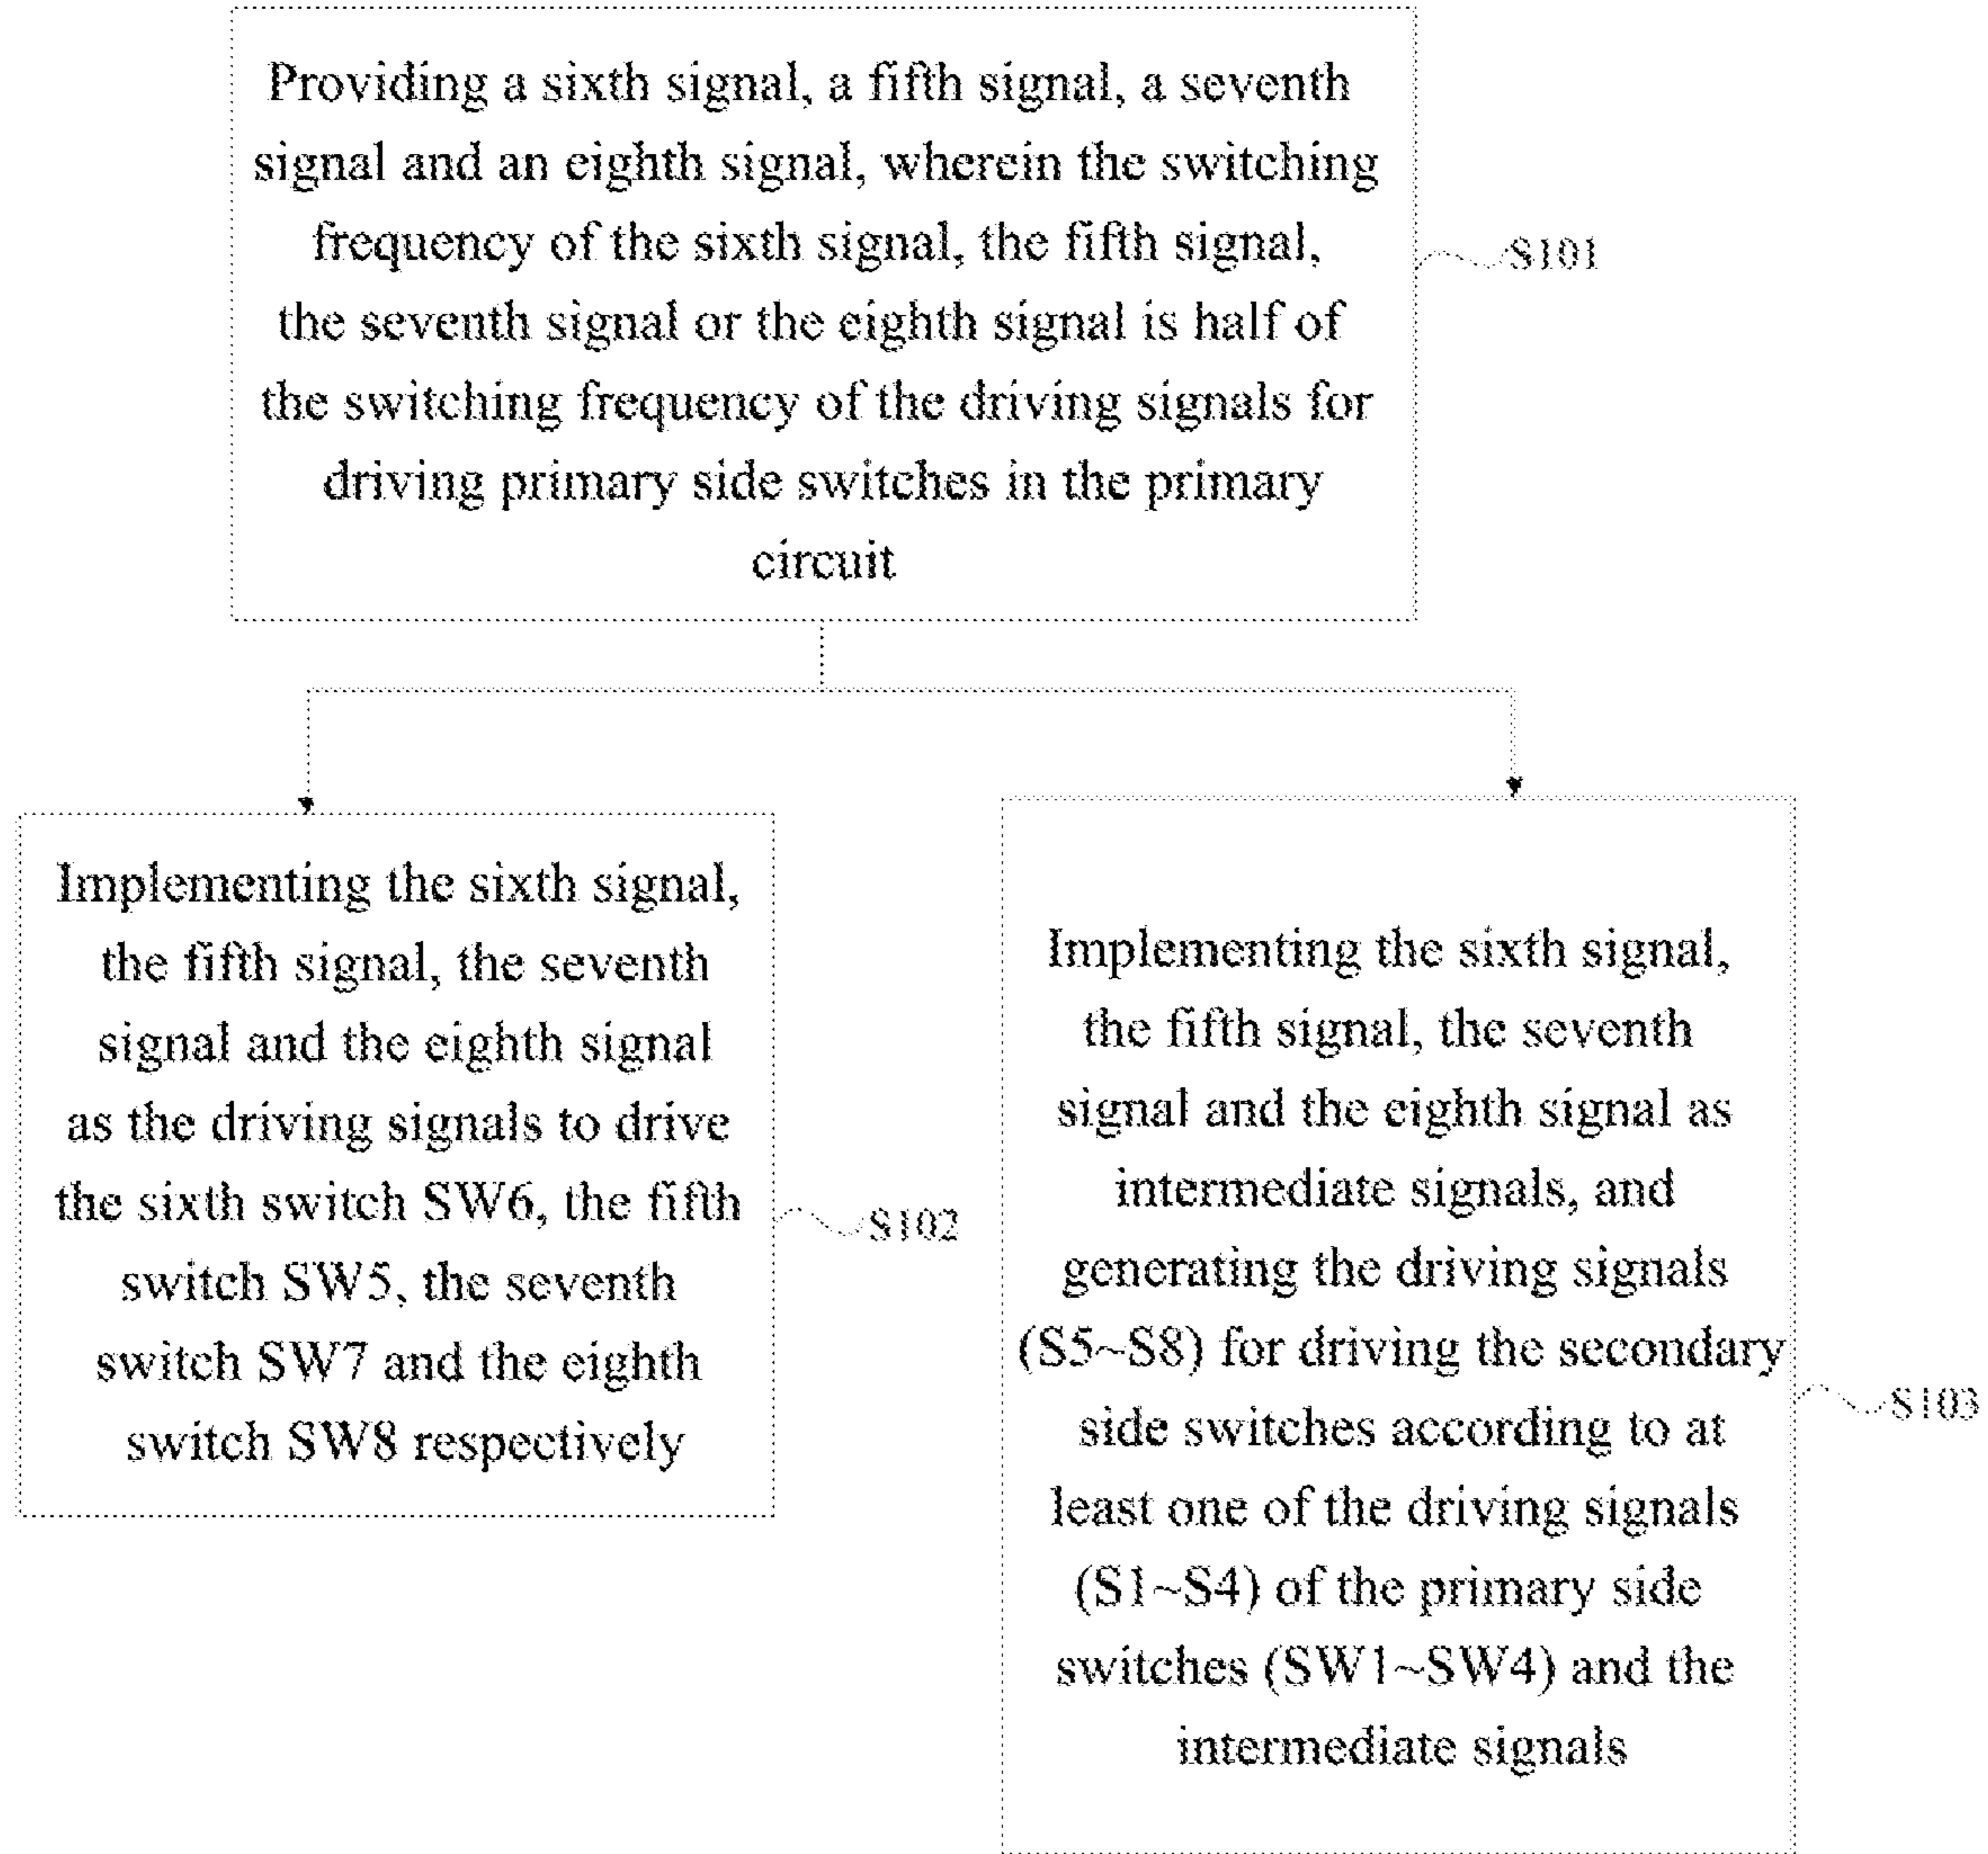 Providing a sixth signal, a fifth signal, a seventh
signal and an eighth signal, wherein the switching
frequency of the sixth signal, the fifth signal,
the seventh signal or the eighth signal is half of
the switching frequency of the driving signals for
driving primary side switches in the primary
circuit
S101
Implementing the sixth signal,
the fifth signal, the seventh
signal and the eighth signal
as the driving signals to drive
the sixth switch SW6, the fifth
switch SW5, the seventh
switch SW7 and the eighth
switch SW8 respectively
S102
Implementing the sixth signal,
the fifth signal, the seventh
signal and the eighth signal as
intermediate signals, and
generating the driving signals
(S5~S8) for driving the secondary
side switches according to at
least one of the driving signals
(S1~S4) of the primary side
switches (SW1~SW4) and the
intermediate signals
S103